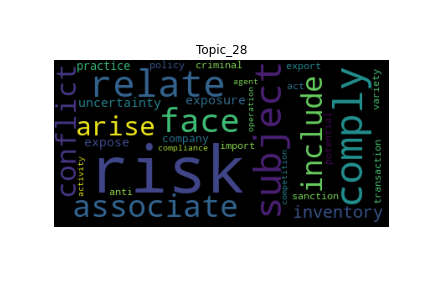 Topic_28
practice policy criminal export
relate
conflict
subject
include
comply
variety
agent
act
uncertainty exposure
operation
potential
arise face
expose company
compliance import
competition
transaction
risk
activity
anti
sanction
associate
inventory